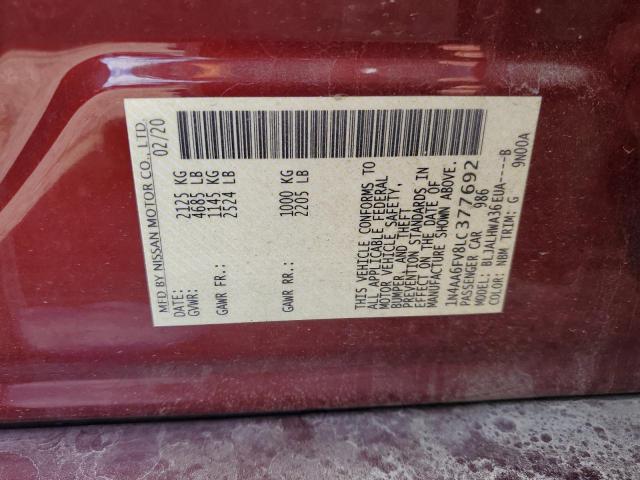 MFD BY NISSAN MOTOR CO., LTD.
DATE: 02/20
GVWR: 2125 KG
4685 LB
GAWR FR.: 1145 KG
2524 LB
GAWR RR.: 1000 KG
2205 LB
THIS VEHICLE CONFORMS TO
ALL APPLICABLE FEDERAL
MOTOR VEHICLE SAFETY,
BUMPER, AND THEFT
PREVENTION STANDARDS IN
EFFECT ON THE DATE OF
MANUFACTURE SHOWN ABOVE.
1N4AA6FV8LC377692
PASSENGER CAR 986
MODEL: BLJALHWA36EUA----B
COLOR: NBM TRIM: G 9N00A